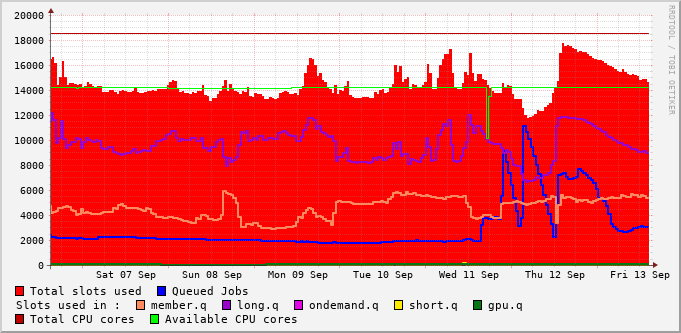 20000
18000
16000
14000
12000
10000
8000
6000
4000
2000
0
Sat 07 Sep Sun 08 Sep Mon 09 Sep Tue 10 Sep Wed 11 Sep Thu 12 Sep Fri 13 Sep
Total slots used Queued Jobs
Slots used in : member.q long.q ondemand.q short.q gpu.q
Total CPU cores Available CPU cores
RRDTOOL / TOBI OETIKER